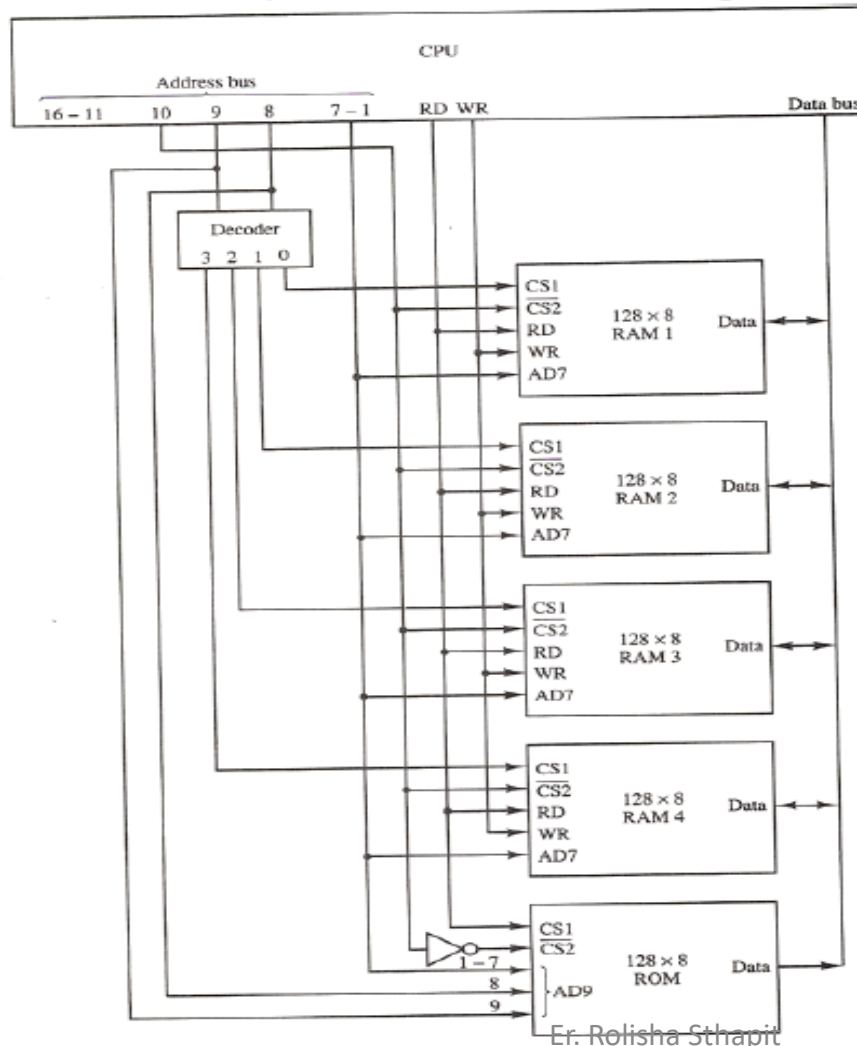 CPU
Address bus
16 – 11 10 9 8 7 – 1 RD WR Data bus
Decoder
3 2 1 0
CS1
CS2
RD
WR
AD7
128 × 8
RAM 1
Data
CS1
CS2
RD
WR
AD7
128 × 8
RAM 2
Data
CS1
CS2
RD
WR
AD7
128 × 8
RAM 3
Data
CS1
CS2
RD
WR
AD7
128 × 8
RAM 4
Data
CS1
CS2
1 – 7
8
9
AD9
128 × 8
ROM
Data
Er. Rolisha Sthapit